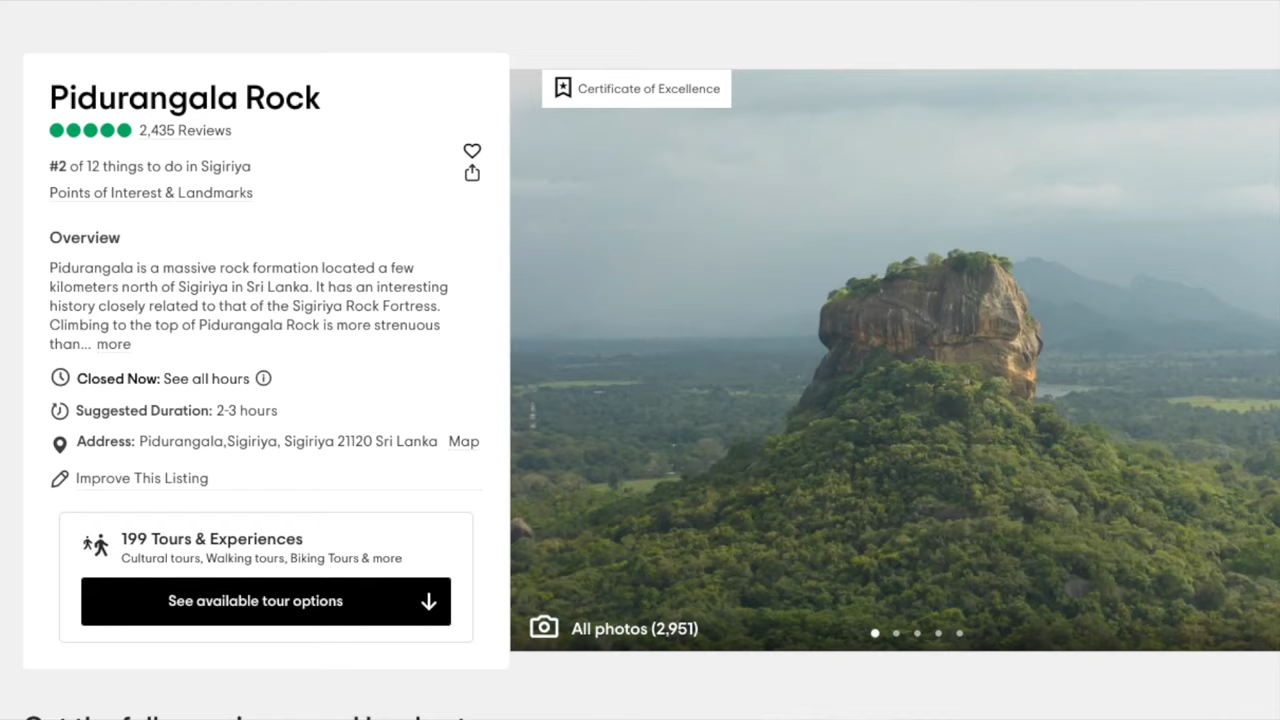 Pidurangala Rock
2,435 Reviews
#2 of 12 things to do in Sigiriya
Points of Interest & Landmarks
Overview
Pidurangala is a massive rock formation located a few
kilometers north of Sigiriya in Sri Lanka. It has an interesting
history closely related to that of the Sigiriya Rock Fortress.
Climbing to the top of Pidurangala Rock is more strenuous
than... more
Closed Now: See all hours
Suggested Duration: 2-3 hours
Address: Pidurangala,Sigiriya, Sigiriya 21120 Sri Lanka Map
Improve This Listing
199 Tours & Experiences
Cultural tours, Walking tours, Biking Tours & more
See available tour options
Certificate of Excellence
All photos (2,951)